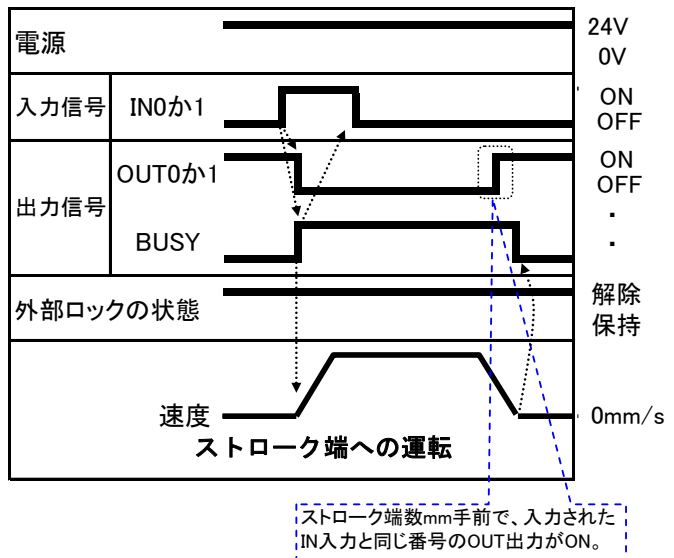 電源
24V
0V
入力信号
IN0か1
ON
OFF
出力信号
OUT0か1
ON
OFF
BUSY
・
・
外部ロックの状態
解除
保持
速度
0mm/s
ストローク端への運転
ストローク端数mm手前で、入力された
IN入力と同じ番号のOUT出力がON。